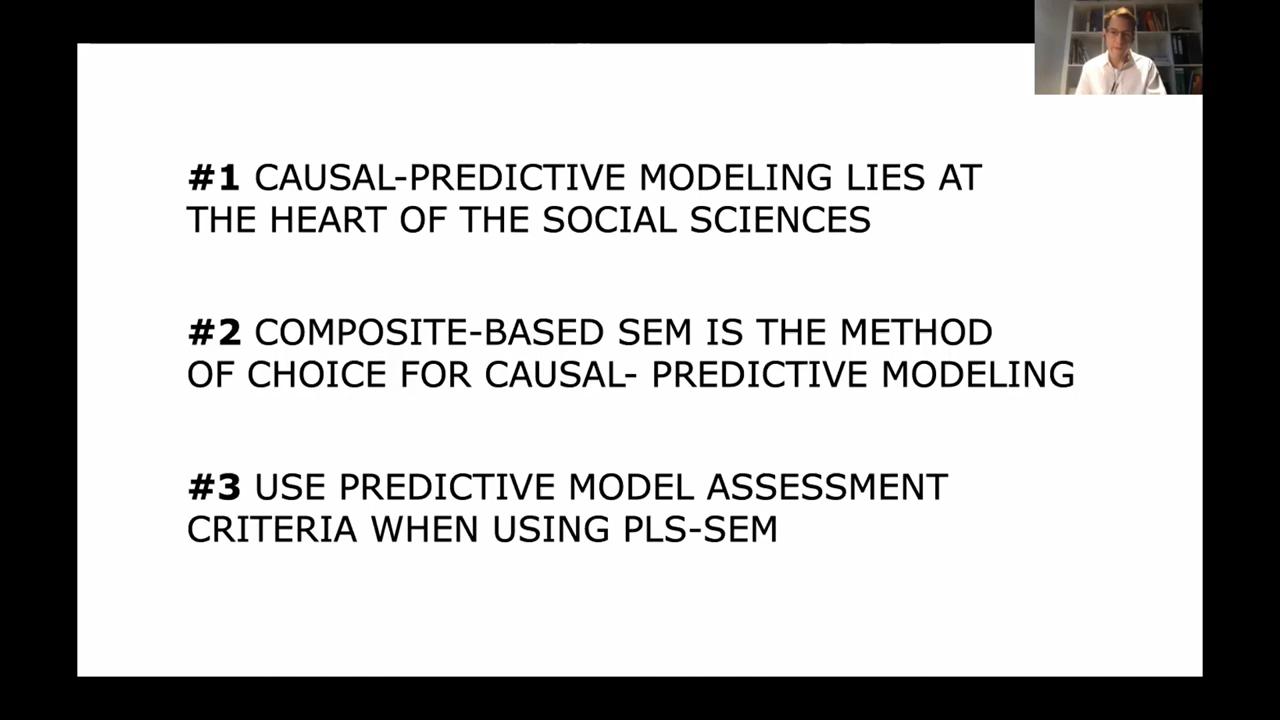 #1 CAUSAL-PREDICTIVE MODELING LIES AT
THE HEART OF THE SOCIAL SCIENCES
#2 COMPOSITE-BASED SEM IS THE METHOD
OF CHOICE FOR CAUSAL- PREDICTIVE MODELING
#3 USE PREDICTIVE MODEL ASSESSMENT
CRITERIA WHEN USING PLS-SEM